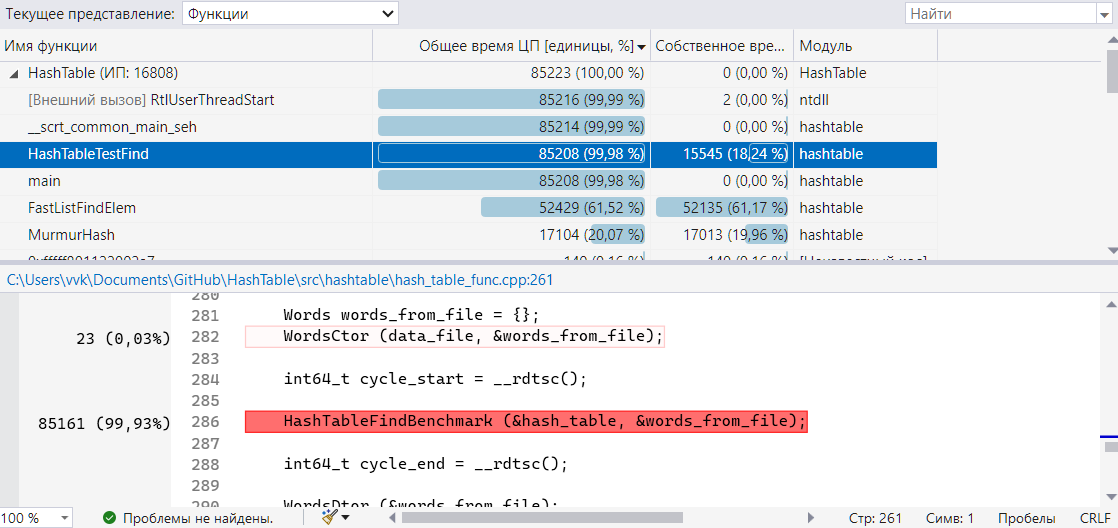 Текущее представление: Функции Найти
Имя функции Общее время ЦП [единицы, %] Собственное вре... Модуль
HashTable (ИП: 16808) 85223 (100,00 %) 0 (0,00 %) HashTable
[Внешний вызов] RtlUserThreadStart 85216 (99,99 %) 2 (0,00 %) ntdll
__scrt_common_main_seh 85214 (99,99 %) 0 (0,00 %) hashtable
HashTableTestFind 85208 (99,98 %) 15545 (18,24 %) hashtable
main 85208 (99,98 %) 0 (0,00 %) hashtable
FastListFindElem 52429 (61,52 %) 52135 (61,17 %) hashtable
MurmurHash 17104 (20,07 %) 17013 (19,96 %) hashtable
C:\Users\vvk\Documents\GitHub\HashTable\src\hashtable\hash_table_func.cpp:261
280
281 Words words_from_file = {};
23 (0,03%) 282 WordsCtor (data_file, &words_from_file);
283
284 int64_t cycle_start = __rdtsc();
285
85161 (99,93%) 286 HashTableFindBenchmark (&hash_table, &words_from_file);
287
288 int64_t cycle_end = __rdtsc();
289
290 WordsDtor (&words_from_file);
100 % Проблемы не найдены. Стр: 261 Симв: 1 Пробелы CRLF